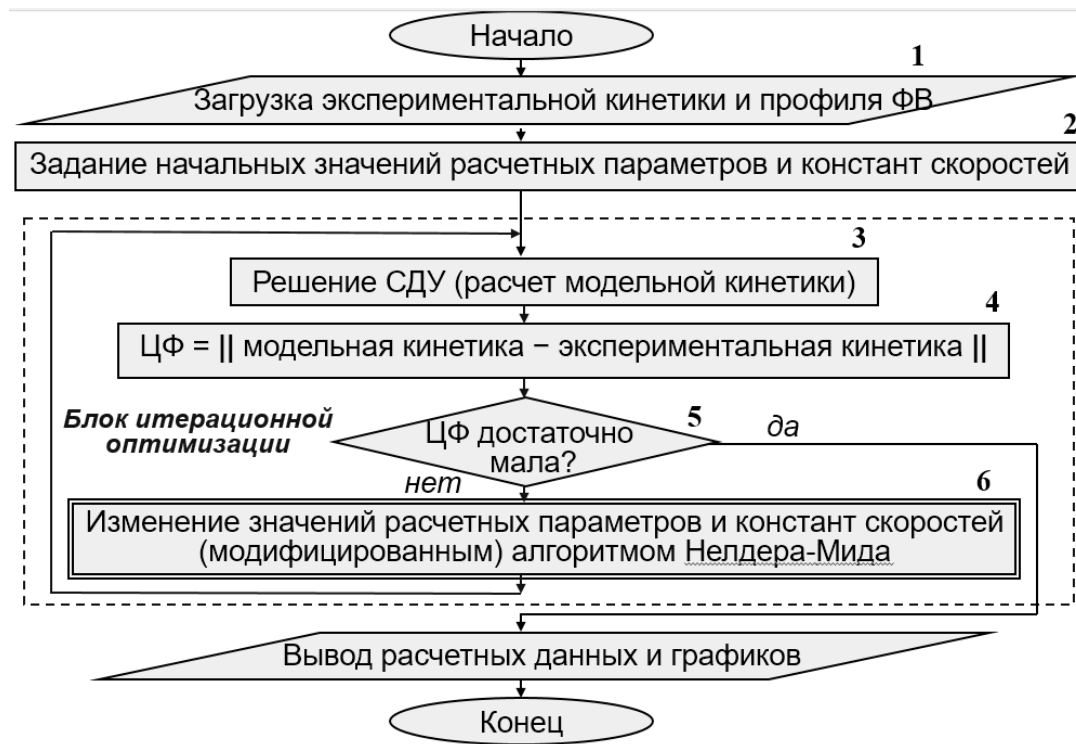 Начало
1
Загрузка экспериментальной кинетики и профиля ФВ
2
Задание начальных значений расчетных параметров и констант скоростей
3
Решение СДУ (расчет модельной кинетики)
4
ЦФ = || модельная кинетика − экспериментальная кинетика ||
Блок итерационной
оптимизации
5
ЦФ достаточно
мала?
да
нет
6
Изменение значений расчетных параметров и констант скоростей
(модифицированным) алгоритмом Нелдера-Мида
Вывод расчетных данных и графиков
Конец